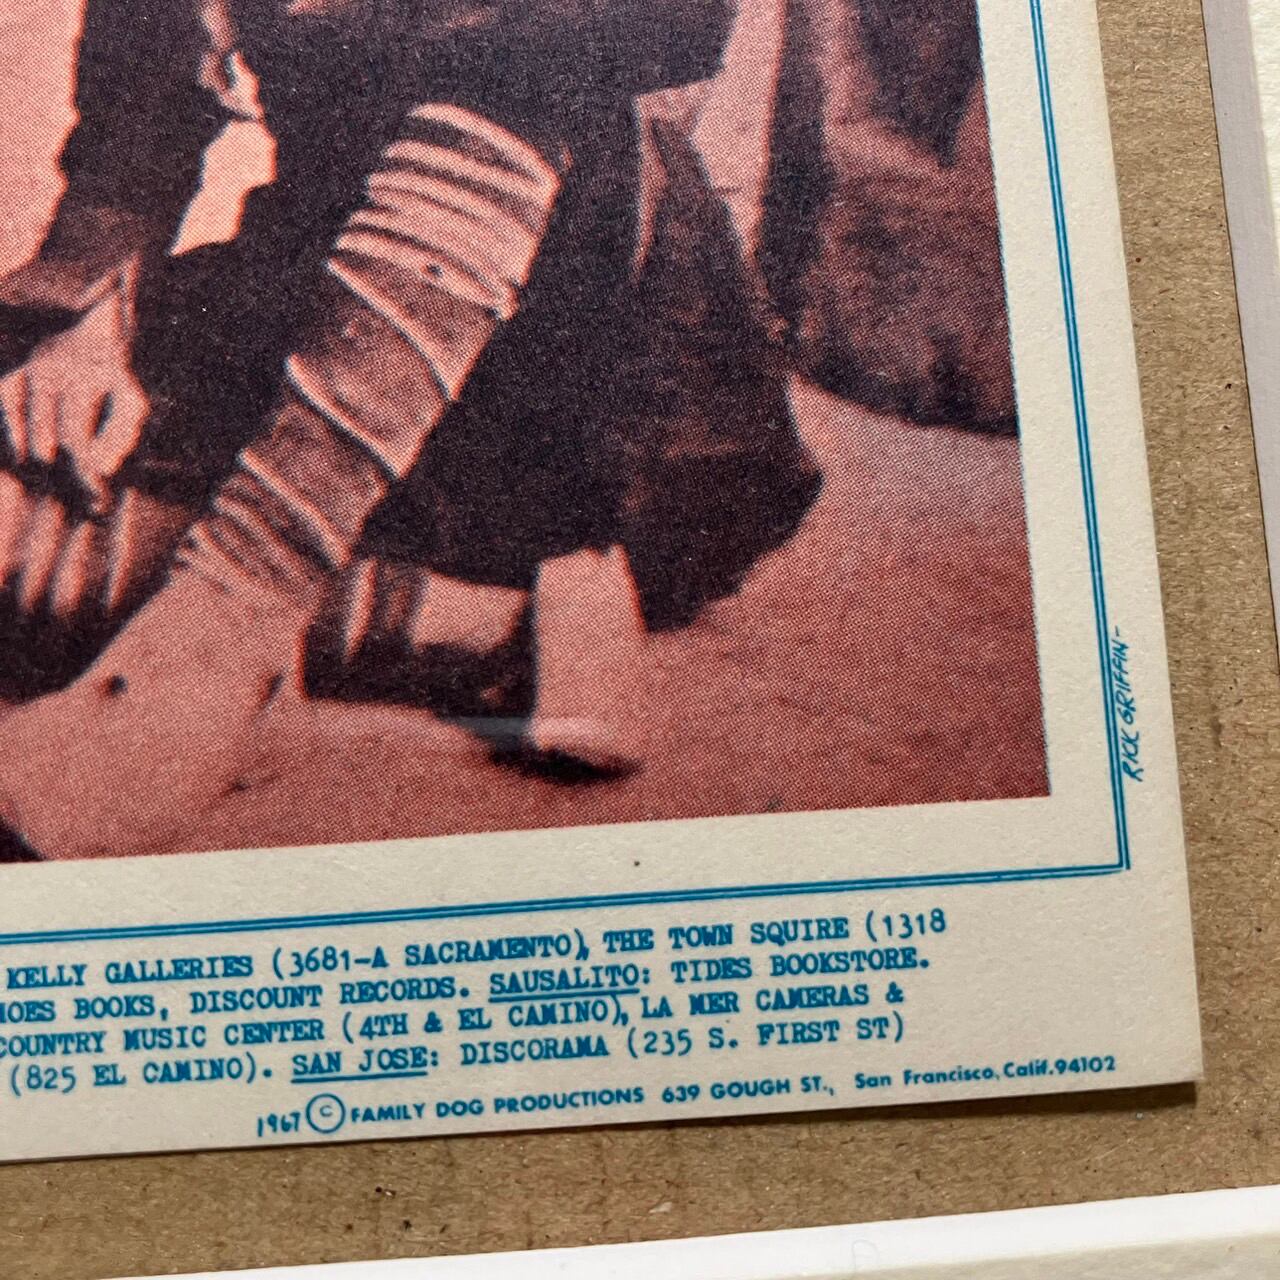 RICK GRIFFIN-
KELLY GALLERIES (3681-A SACRAMENTO), THE TOWN SQUIRE (1318
HOES BOOKS, DISCOUNT RECORDS. SAUSALITO: TIDES BOOKSTORE.
COUNTRY MUSIC CENTER (4TH & EL CAMINO), LA MER CAMERAS &
(825 EL CAMINO). SAN JOSE: DISCORAMA (235 S. FIRST ST)
1967 © FAMILY DOG PRODUCTIONS 639 GOUGH ST., San Francisco, Calif. 94102